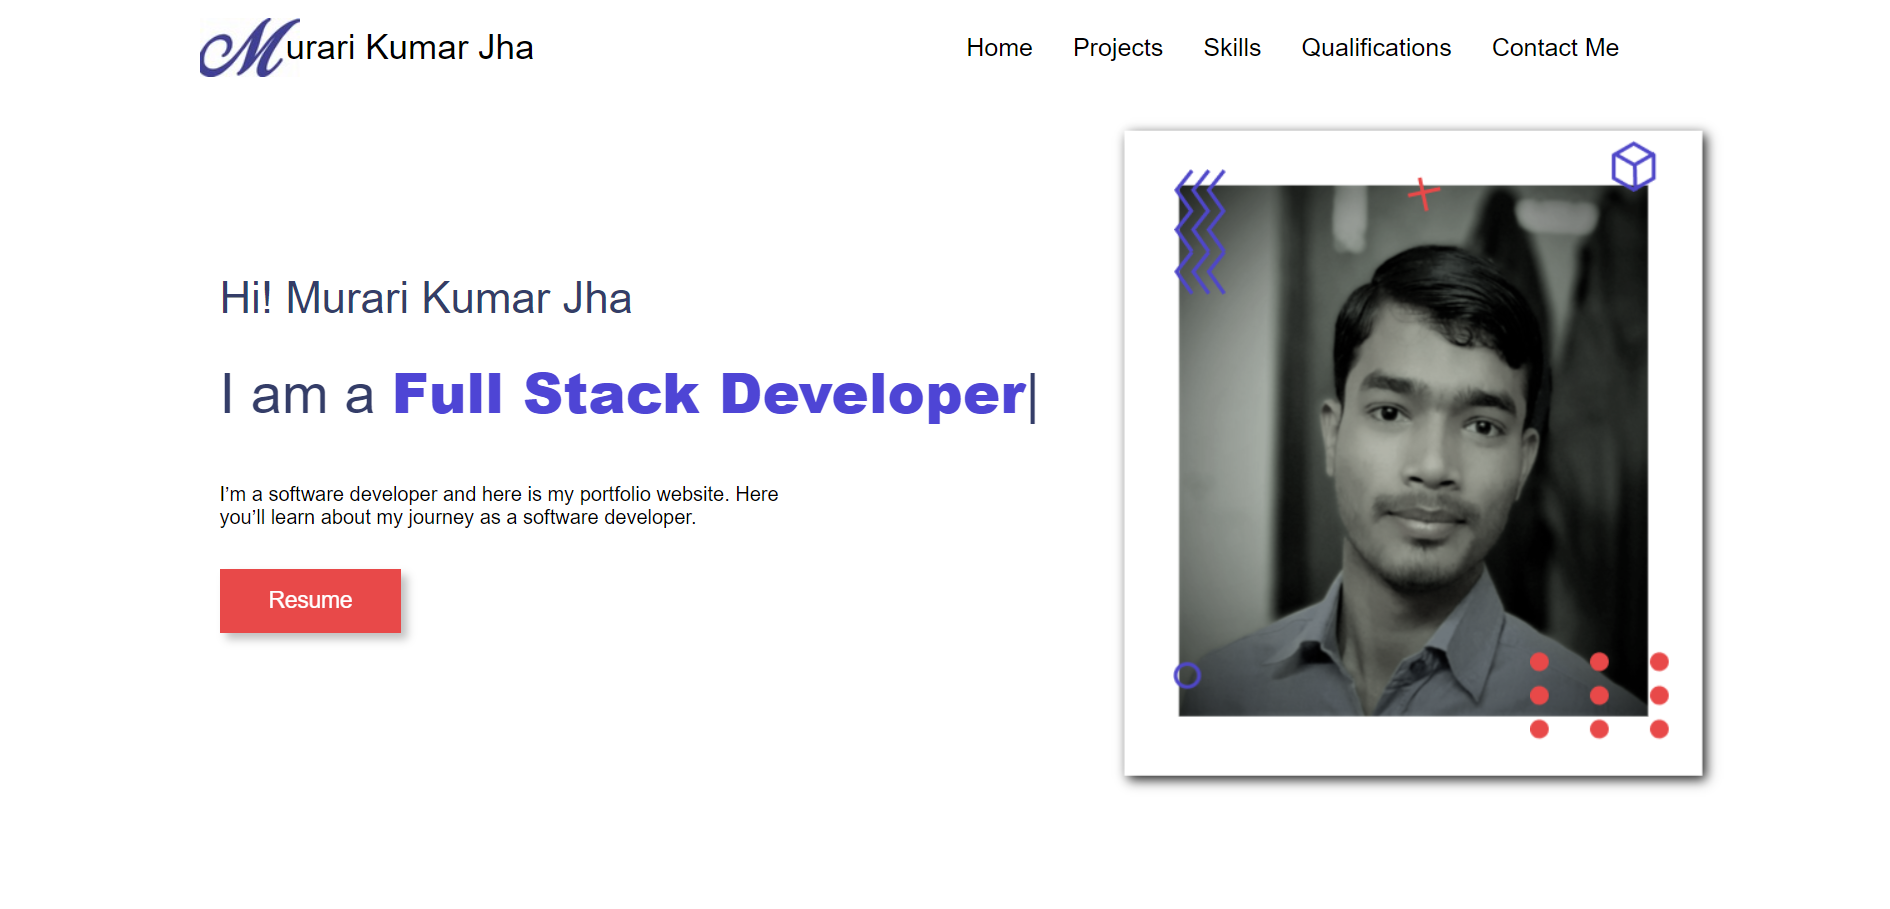 Murari Kumar Jha
Home Projects Skills Qualifications Contact Me
Hi! Murari Kumar Jha
I am a Full Stack Developer|
I’m a software developer and here is my portfolio website. Here
you’ll learn about my journey as a software developer.
Resume